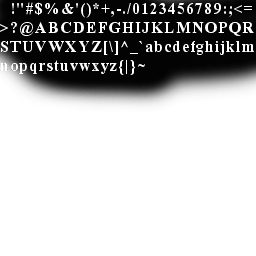 !"#$%&'()*+,-./0123456789:;<=
>?@ABCDEFGHIJKLMNOPQR
STUVWXYZ[\]^_`abcdefghijklm
nopqrstuvwxyz{|}~